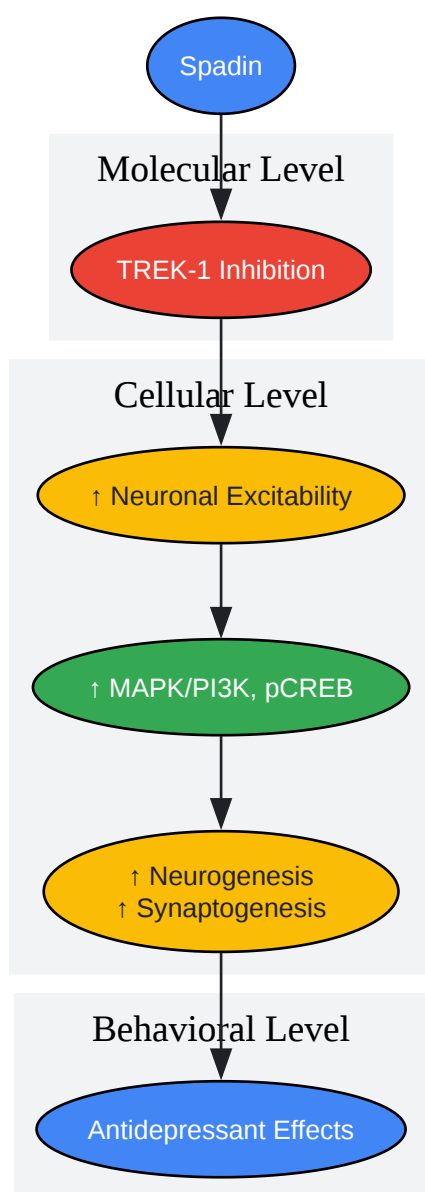 Spadin
Molecular Level
TREK-1 Inhibition
Cellular Level
↑ Neuronal Excitability
↑ MAPK/PI3K, pCREB
↑ Neurogenesis
↑ Synaptogenesis
Behavioral Level
Antidepressant Effects